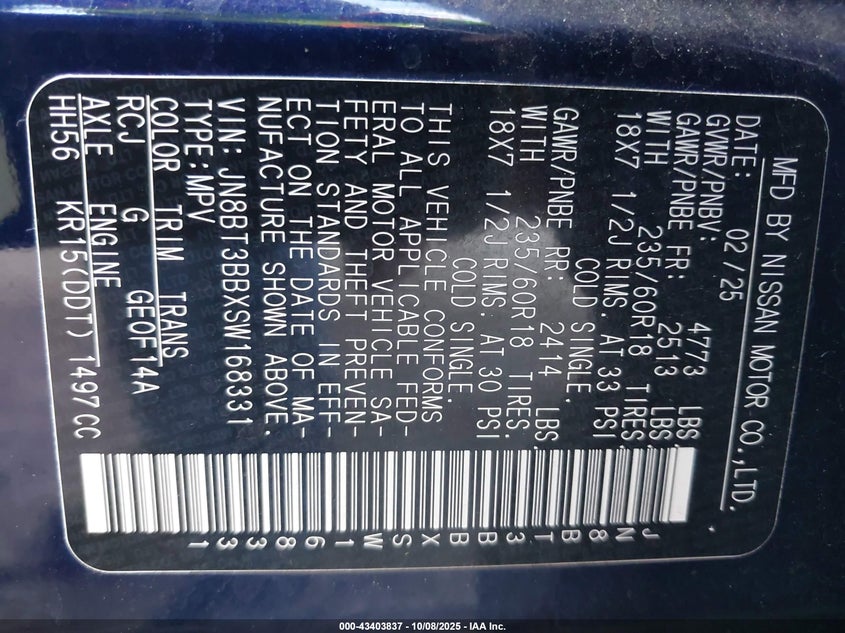 MFD BY NISSAN MOTOR CO.,LTD.
DATE: 02/25
GVWR/PNBV: 4773 LBS.
GAWR/PNBE FR: 2513 LBS.
WITH 235/60R18 TIRES.
18X7 1/2J RIMS. AT 33 PSI
COLD SINGLE.
GAWR/PNBE RR: 2414 LBS.
WITH 235/60R18 TIRES.
18X7 1/2J RIMS. AT 30 PSI
COLD SINGLE.
THIS VEHICLE CONFORMS
TO ALL APPLICABLE FED-
ERAL MOTOR VEHICLE SA-
FETY AND THEFT PREVEN-
TION STANDARDS IN EFF-
ECT ON THE DATE OF MA-
NUFACTURE SHOWN ABOVE.
VIN: JN8BT3BBXSW168331
TYPE:MPV
COLOR TRIM TRANS
RCJ G GE0F14A
AXLE ENGINE
HH56 KR15(DDT) 1497CC
JN8BT3BBXSW168331
000-43403837 - 10/08/2025 - IAA Inc.